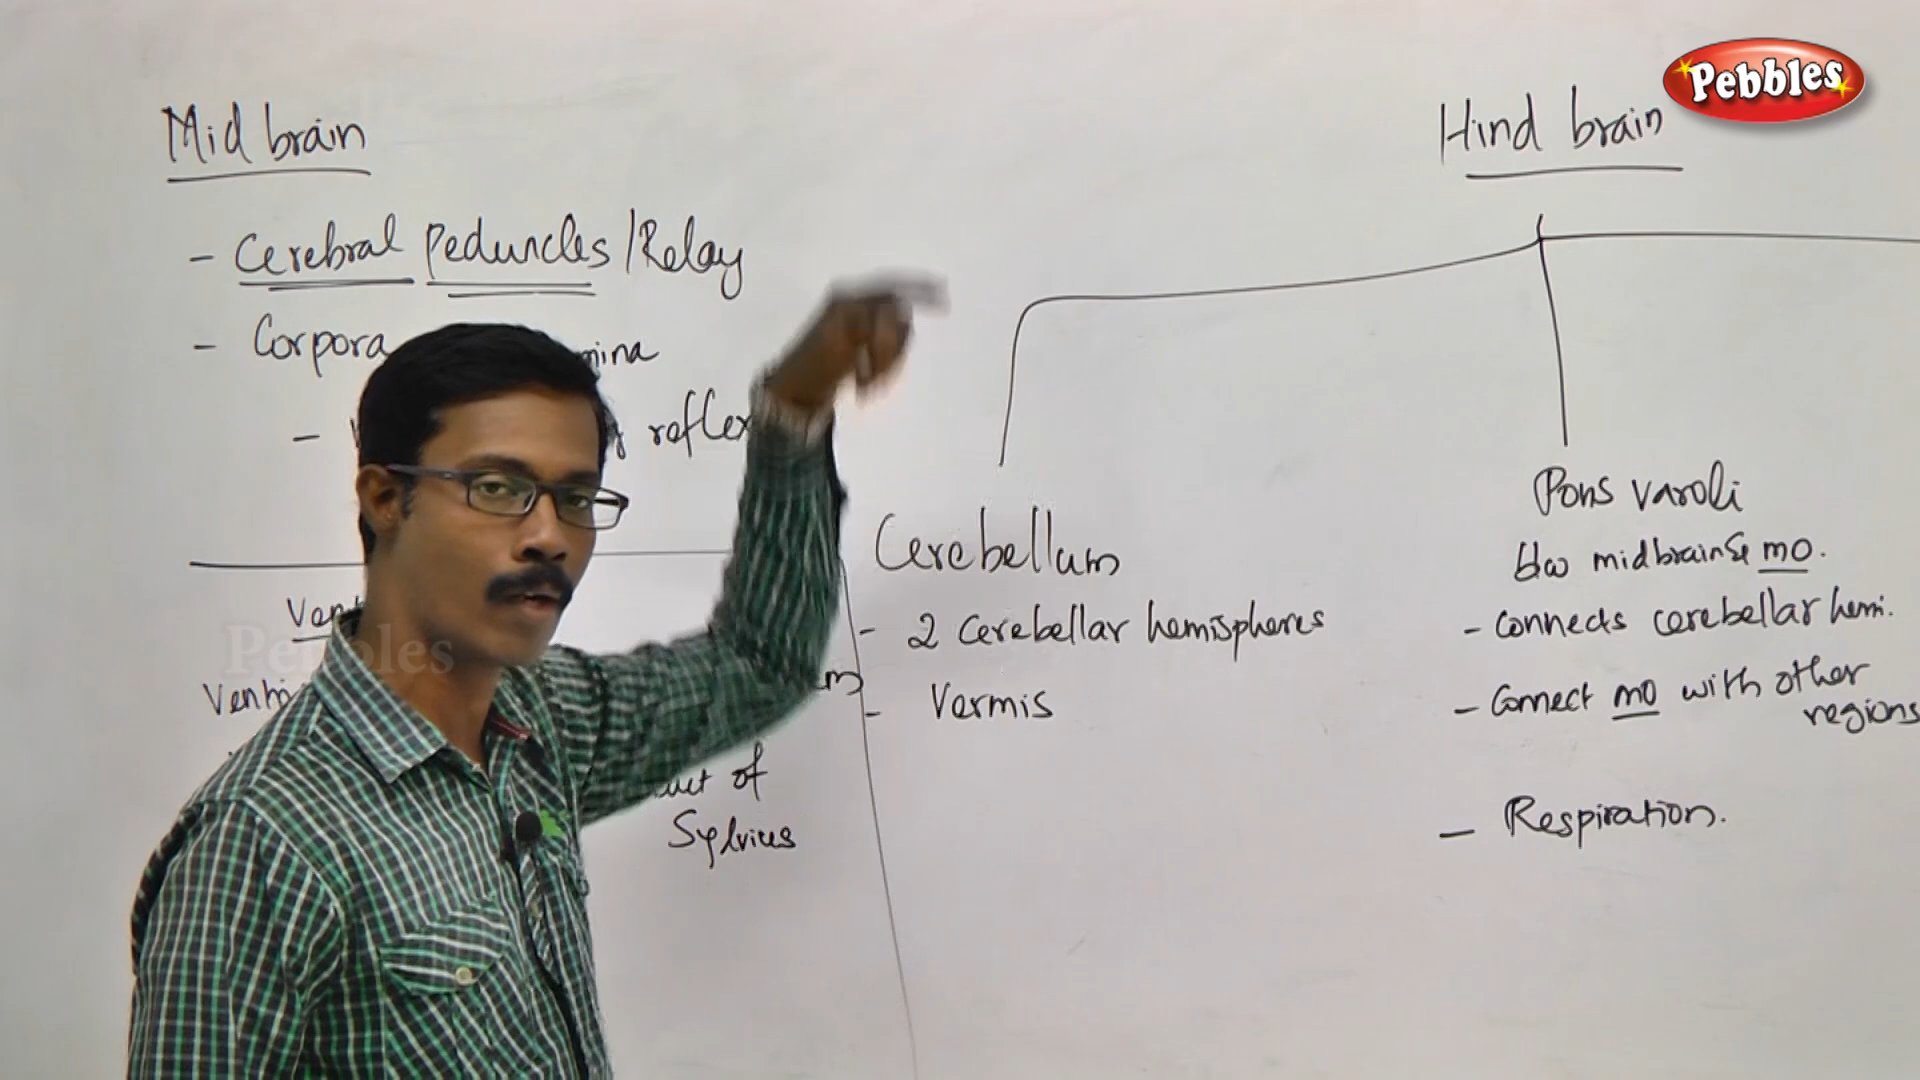 Pebbles
Mid brain
- Cerebral Peduncles/Relay
- Corpora
reflex
Sylvius
Hind brain
Cerebellum
- 2 Cerebellar hemispheres
- Vermis
Pons varoli
b/w midbrain & mo.
- Connects cerebellar hemi.
- Connect mo with other
regions
- Respiration.
of
Pebbles